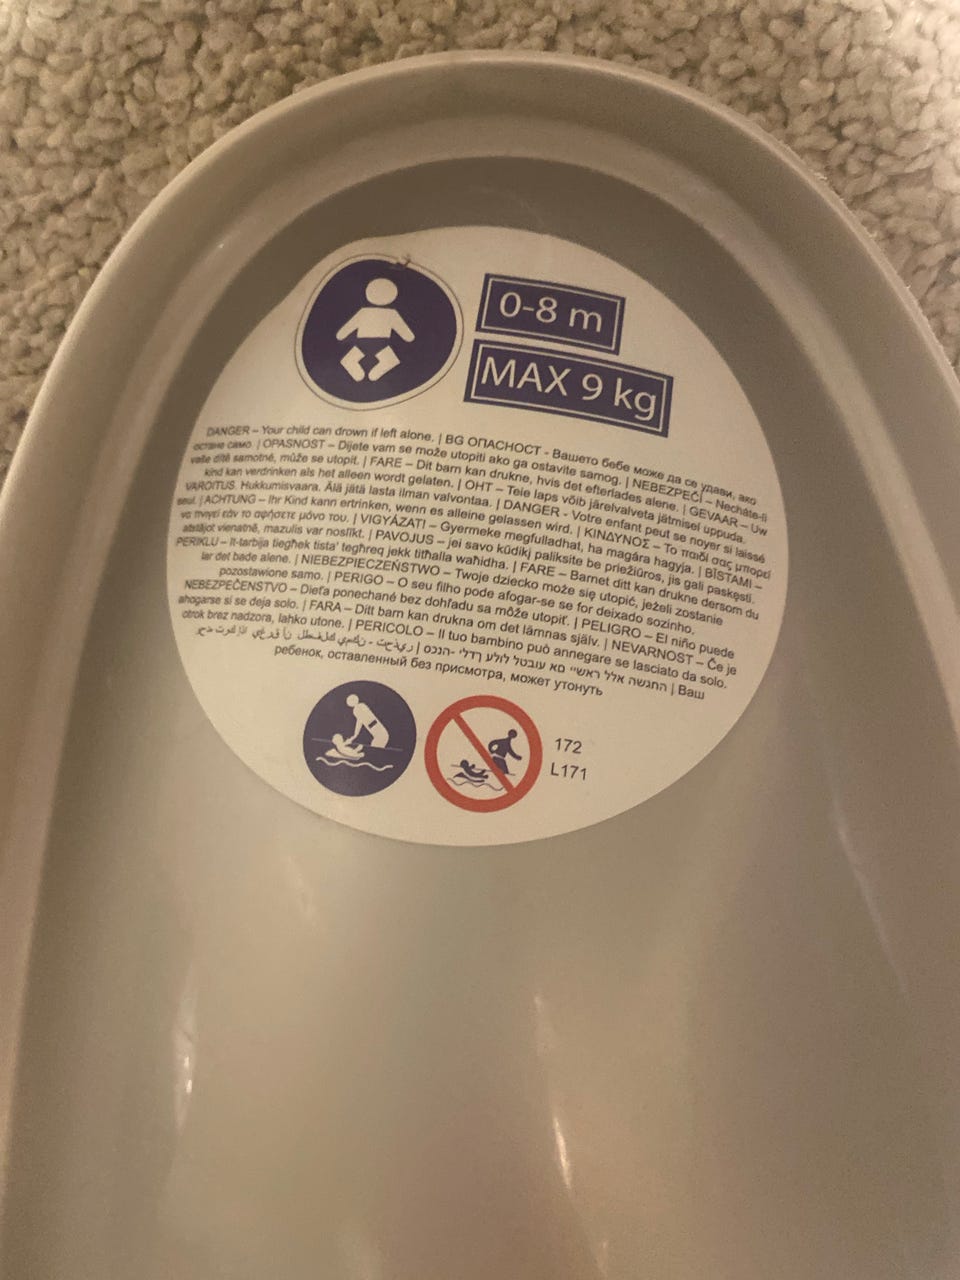 0-8 m
MAX 9 kg
DANGER – Your child can drown if left alone. | BG ОПАСНОСТ - Вашето бебе може да се удави, ако
остане само. | OPASNOST – Dijete vam se može utopiti ako ga ostavite samog. | NEBEZPEČÍ – Necháte-li
vaše dítě samotné, může se utopit. | FARE – Dit barn kan drukne, hvis det efterlades alene. | GEVAAR – Uw
kind kan verdrinken als het alleen wordt gelaten. | OHT – Teie laps võib järelvalveta jätmisel uppuda.
VAROITUS. Hukkumisvaara. Älä jätä lasta ilman valvontaa. | DANGER - Votre enfant peut se noyer si laissé
seul. | ACHTUNG – Ihr Kind kann ertrinken, wenn es alleine gelassen wird. | ΚΙΝΔΥΝΟΣ – Το παιδί σας μπορεί
να πνιγεί εάν το αφήσετε μόνο του. | VIGYÁZAT! – Gyermeke megfulladhat, ha magára hagyja. | BĪSTAMI –
atstājot vienatnē, mazulis var noslīkt. | PAVOJUS – jei savo kūdikį paliksite be priežiūros, jis gali paskęsti.
PERIKLU – It-tarbija tiegħek tista' tegħreq jekk titħalla waħidha. | FARE – Barnet ditt kan drukne dersom du
lar det bade alene. | NIEBEZPIECZEŃSTWO – Twoje dziecko może się utopić, jeżeli zostanie
pozostawione samo. | PERIGO – O seu filho pode afogar-se se for deixado sozinho.
NEBEZPEČENSTVO – Dieťa ponechané bez dohľadu sa môže utopiť. | PELIGRO – El niño puede
ahogarse si se deja solo. | FARA – Ditt barn kan drukna om det lämnas själv. | NEVARNOST – Če je
otrok brez nadzora, lahko utone. | PERICOLO – Il tuo bambino può annegare se lasciato da solo.
| Ваш
ребенок, оставленный без присмотра, может утонуть
172
L171